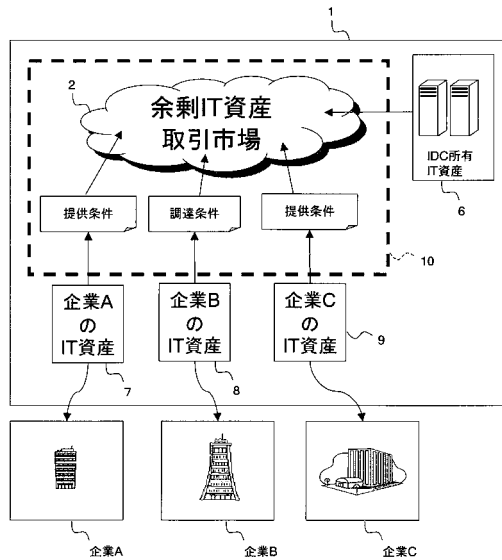 1
2
余剰IT資産
取引市場
IDC所有
IT資産
6
提供条件
調達条件
提供条件
10
企業A
の
IT資産
7
企業B
の
IT資産
8
企業C
の
IT資産
9
企業A
企業B
企業C